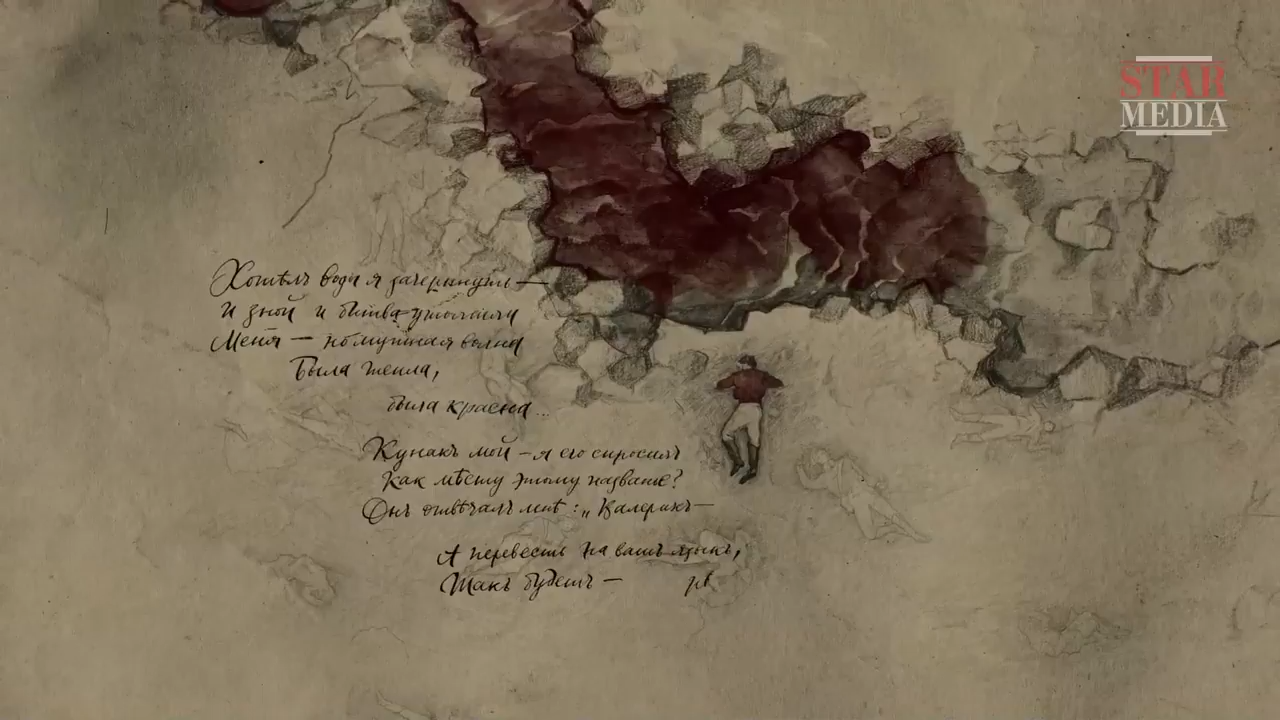 Хотѣлъ воды я зачерпнуть —
И зной и битва утомили
Меня — но мутная волна
Была тепла,
была красна...
Кунакъ мой – я его спросилъ
Какъ мѣсту этому названье?
Онъ отвѣчалъ мнѣ: „Валерикъ —
А перевесть на вашъ языкъ,
Такъ будетъ —
STAR
MEDIA